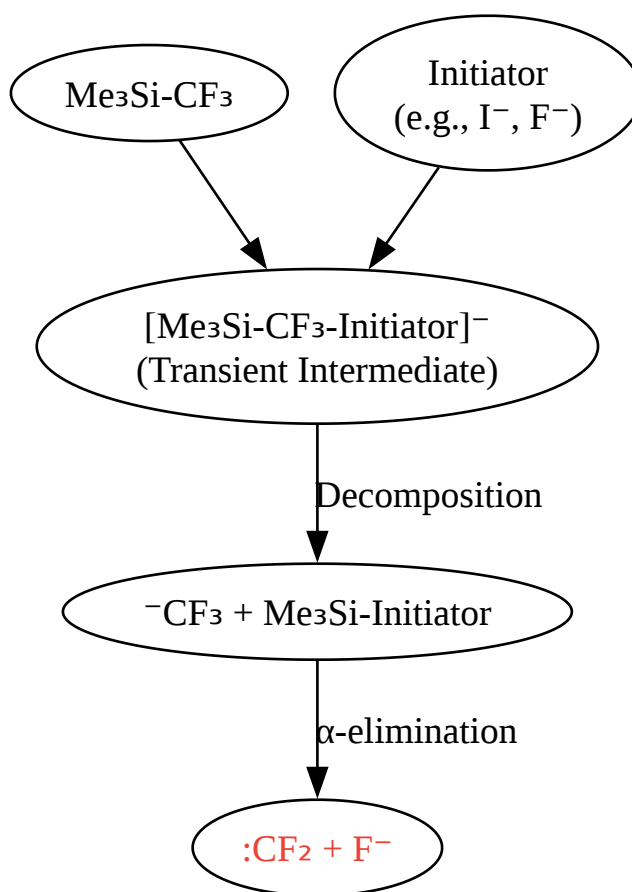 Me₃Si-CF₃
Initiator
(e.g., I⁻, F⁻)
[Me₃Si-CF₃-Initiator]⁻
(Transient Intermediate)
Decomposition
⁻CF₃ + Me₃Si-Initiator
α-elimination
:CF₂ + F⁻